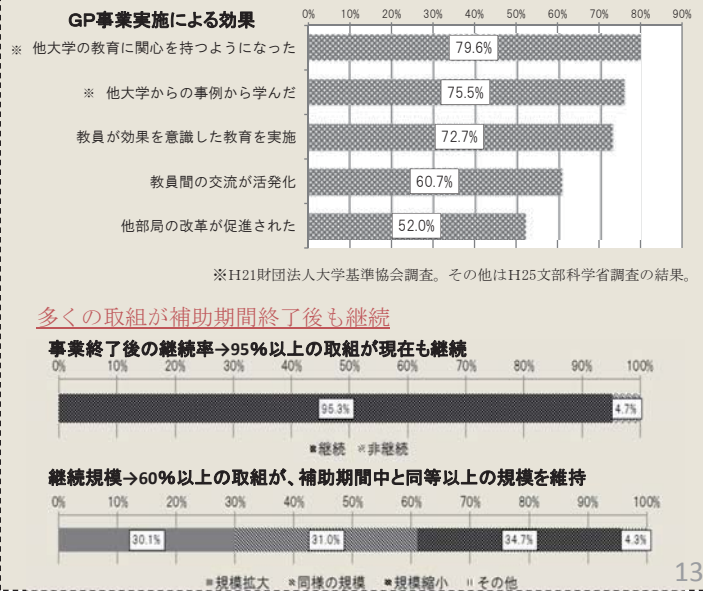 GP事業実施による効果
0% 10% 20% 30% 40% 50% 60% 70% 80% 90%
※ 他大学の教育に関心を持つようになった 79.6%
※ 他大学からの事例から学んだ 75.5%
教員が効果を意識した教育を実施 72.7%
教員間の交流が活発化 60.7%
他部局の改革が促進された 52.0%
※H21財団法人大学基準協会調査。その他はH25文部科学省調査の結果。
多くの取組が補助期間終了後も継続
事業終了後の継続率→95%以上の取組が現在も継続
0% 10% 20% 30% 40% 50% 60% 70% 80% 90% 100%
95.3% 4.7%
■継続 ※非継続
継続規模→60%以上の取組が、補助期間中と同等以上の規模を維持
0% 10% 20% 30% 40% 50% 60% 70% 80% 90% 100%
30.1% 31.0% 34.7% 4.3%
■規模拡大 ※同様の規模 ■規模縮小 ॥その他
13